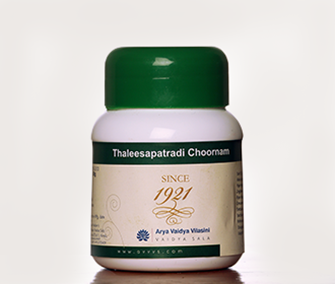 Thaleesapatradi Choornam
SINCE
1921
Arya Vaidya Vilasini
VAIDYA SALA